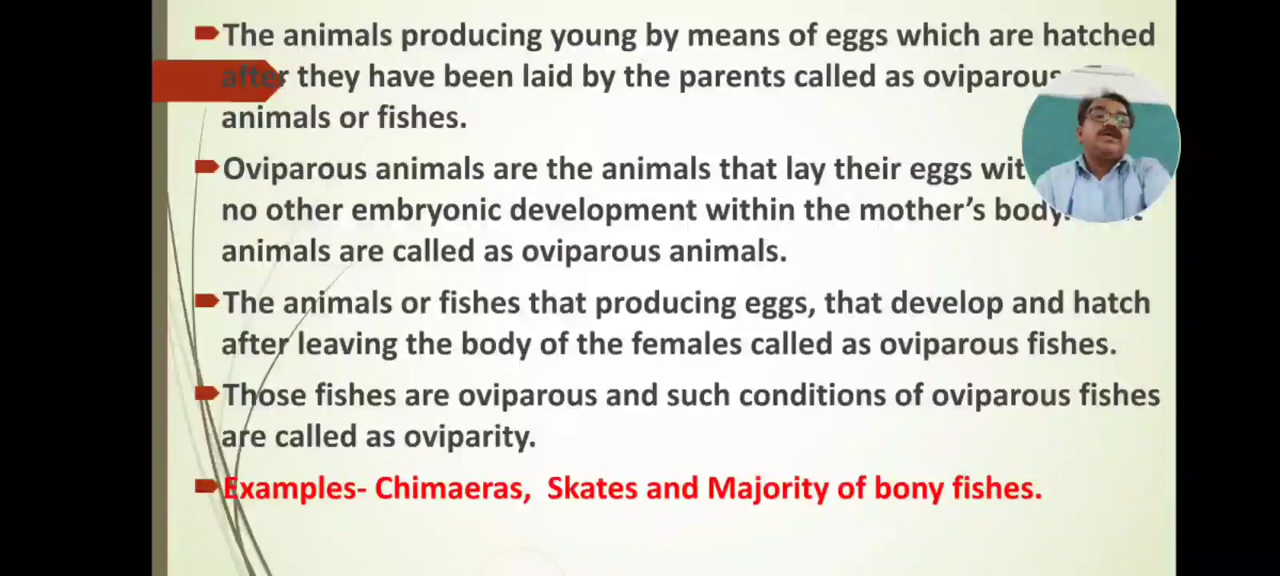 The animals producing young by means of eggs which are hatched
after they have been laid by the parents called as oviparous
animals or fishes.
Oviparous animals are the animals that lay their eggs
no other embryonic development within the mother's body.
animals are called as oviparous animals.
The animals or fishes that producing eggs, that develop and hatch
after leaving the body of the females called as oviparous fishes.
Those fishes are oviparous and such conditions of oviparous fishes
are called as oviparity.
Examples- Chimaeras, Skates and Majority of bony fishes.